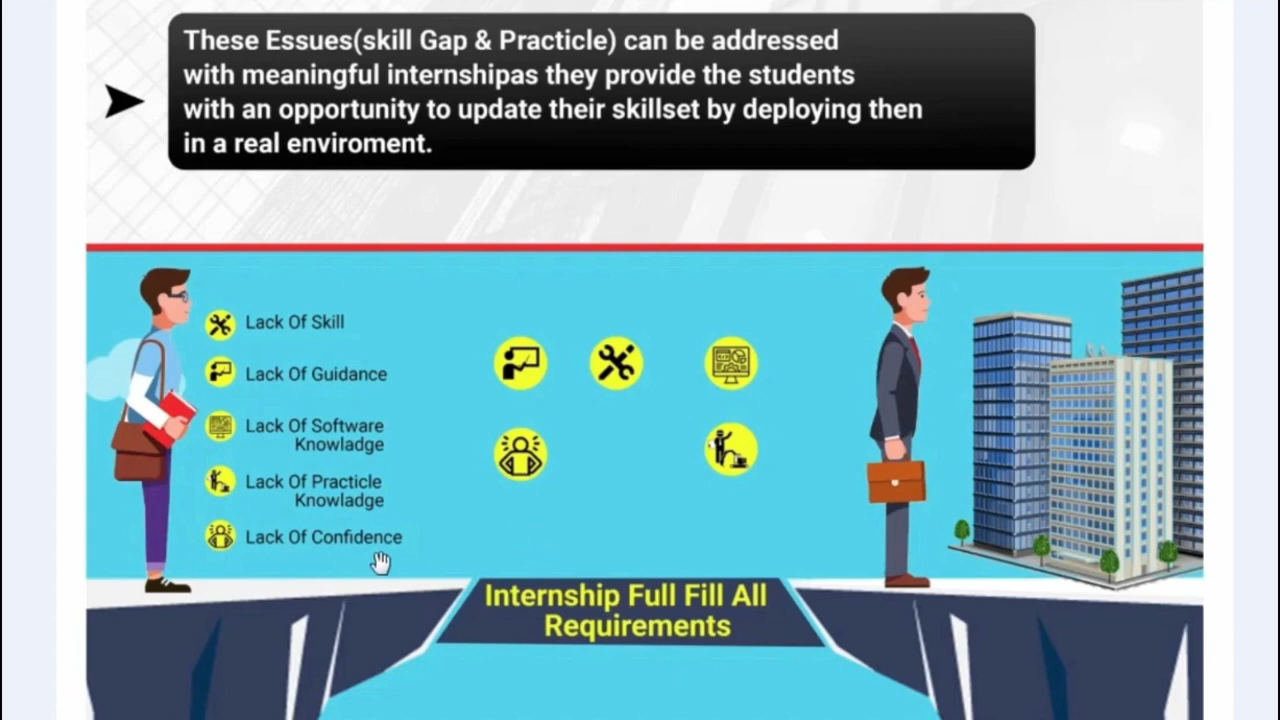 These Essues(skill Gap & Practicle) can be addressed
with meaningful internshipas they provide the students
with an opportunity to update their skillset by deploying then
in a real enviroment.
Lack Of Skill
Lack Of Guidance
Lack Of Software
Knowladge
Lack Of Practicle
Knowladge
Lack Of Confidence
Internship Full Fill All
Requirements